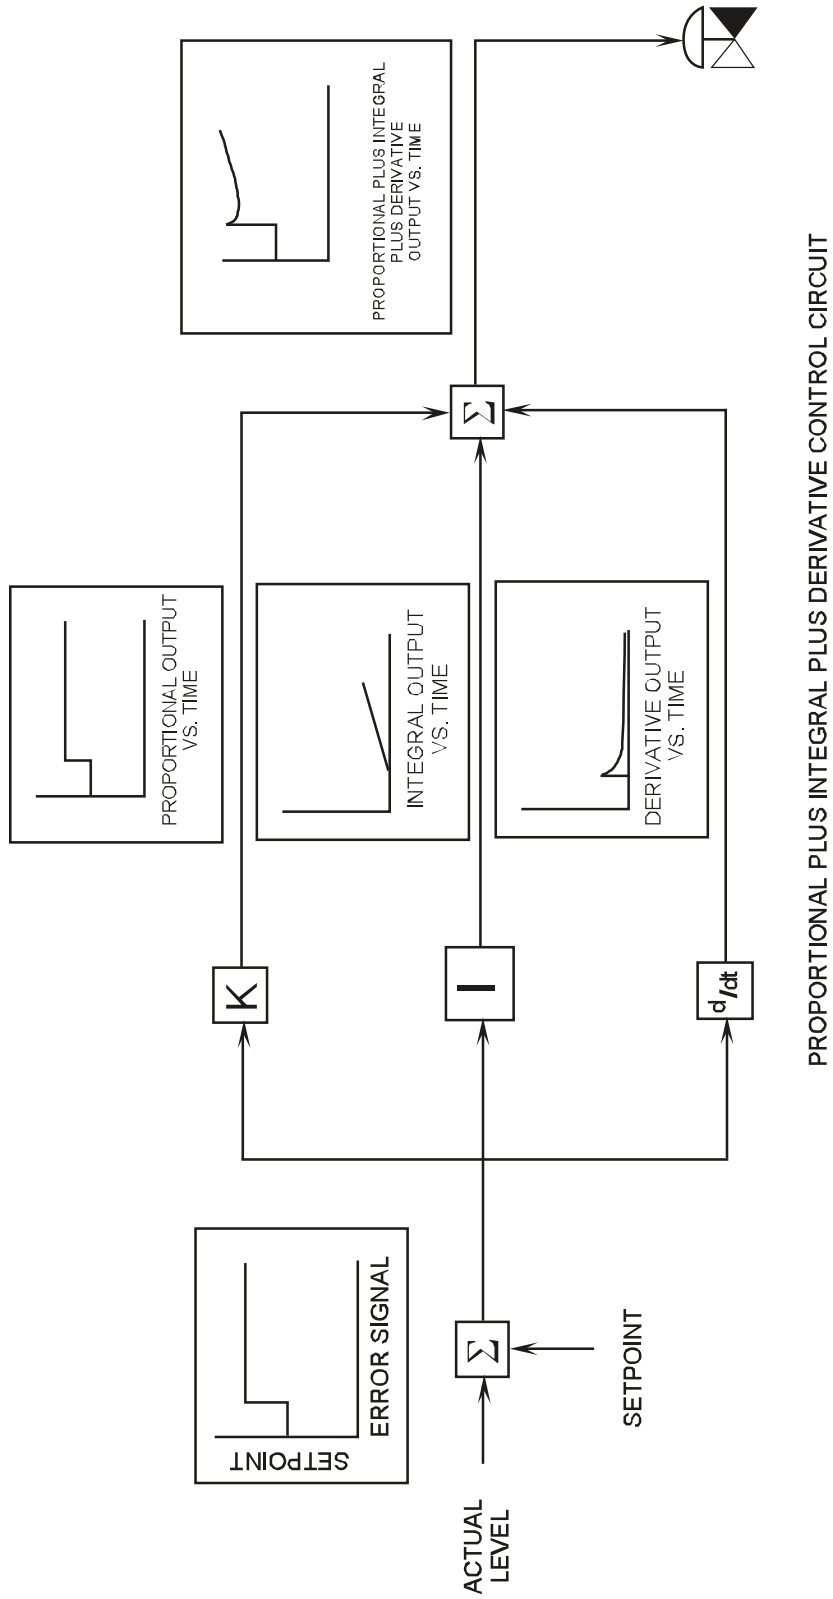 ACTUAL
LEVEL
SETPOINT
Σ
SETPOINT
ERROR SIGNAL
K
I
d/dt
PROPORTIONAL OUTPUT
VS. TIME
INTEGRAL OUTPUT
VS. TIME
DERIVATIVE OUTPUT
VS. TIME
Σ
PROPORTIONAL PLUS INTEGRAL
PLUS DERIVATIVE
OUTPUT VS. TIME
PROPORTIONAL PLUS INTEGRAL PLUS DERIVATIVE CONTROL CIRCUIT